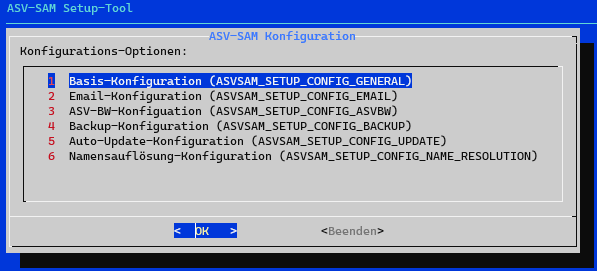 ASV-SAM Setup-Tool
ASV-SAM Konfiguration
Konfigurations-Optionen:
1 Basis-Konfiguration (ASVSAM_SETUP_CONFIG_GENERAL)
2 Email-Konfiguration (ASVSAM_SETUP_CONFIG_EMAIL)
3 ASV-BW-Konfiguation (ASVSAM_SETUP_CONFIG_ASVBW)
4 Backup-Konfiguration (ASVSAM_SETUP_CONFIG_BACKUP)
5 Auto-Update-Konfiguration (ASVSAM_SETUP_CONFIG_UPDATE)
6 Namensauflösung-Konfiguration (ASVSAM_SETUP_CONFIG_NAME_RESOLUTION)
< OK > <Beenden>